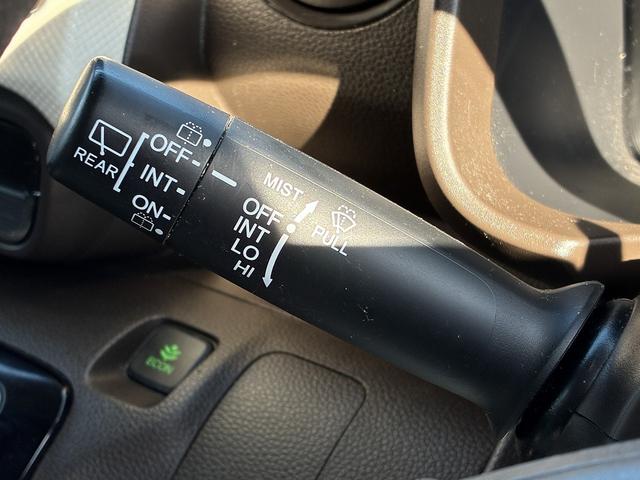 REAR
OFF-
INT-
ON-
MIST
OFF
INT
LO
HI
PULL
ECON